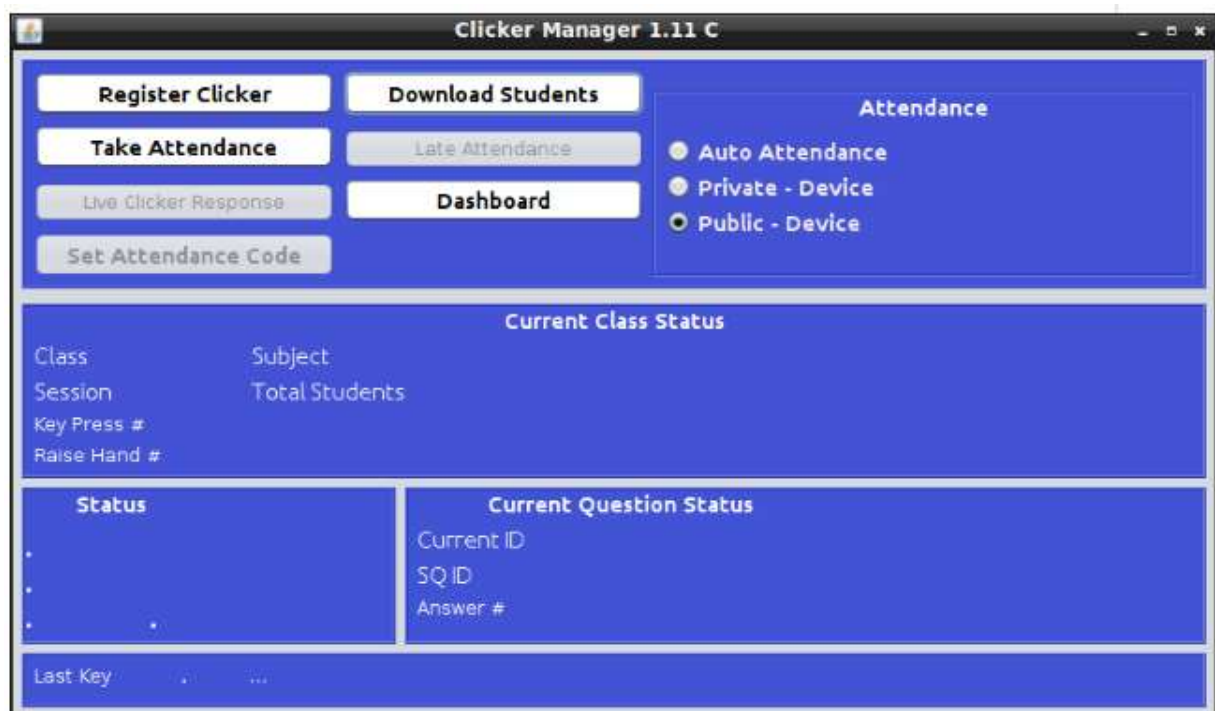 Clicker Manager 1.11 C
Register Clicker
Download Students
Take Attendance
Late Attendance
Live Clicker Response
Dashboard
Set Attendance Code
Attendance
Auto Attendance
Private - Device
Public - Device
Current Class Status
Class Subject
Session Total Students
Key Press #
Raise Hand #
Status
.
.
. .
Current Question Status
Current ID
SQ ID
Answer #
Last Key . ...